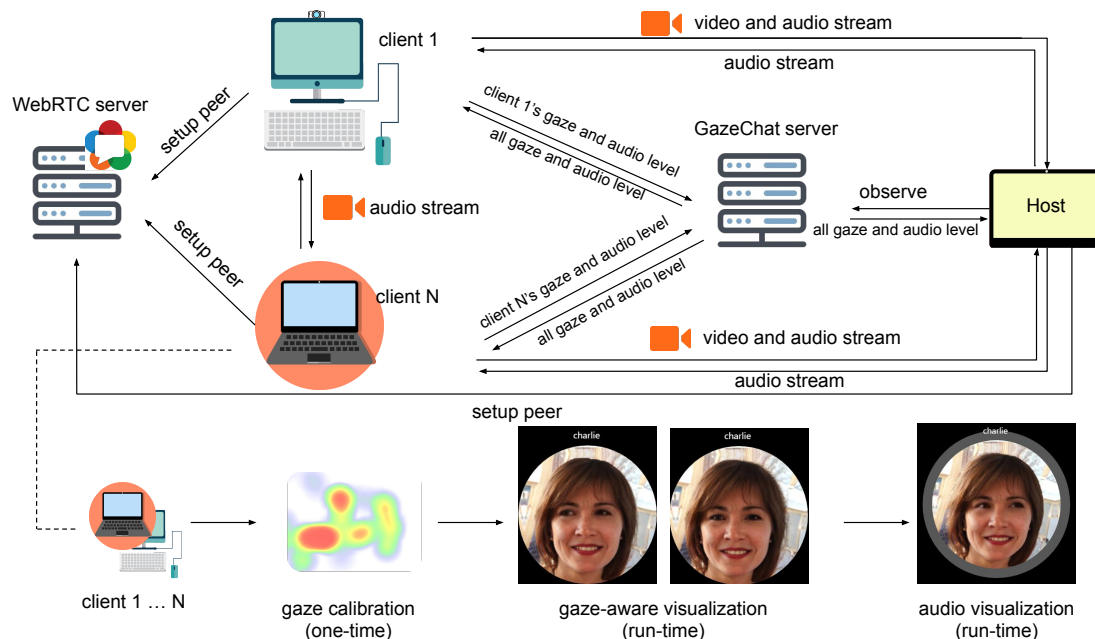 video and audio stream
client 1
audio stream
WebRTC server
setup peer
client 1's gaze and audio level
all gaze and audio level
GazeChat server
observe
Host
all gaze and audio level
audio stream
setup peer
client N
client N's gaze and audio level
all gaze and audio level
video and audio stream
audio stream
setup peer
charlie
charlie
charlie
client 1 ... N
gaze calibration
(one-time)
gaze-aware visualization
(run-time)
audio visualization
(run-time)